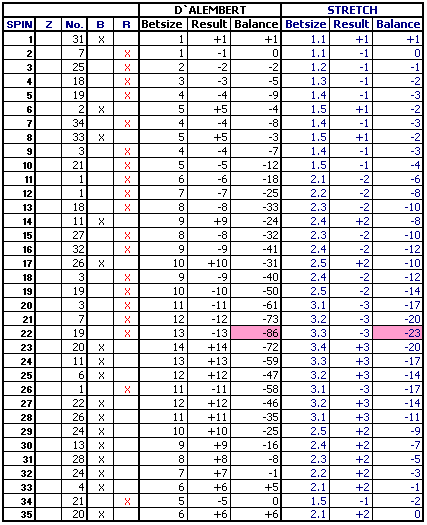 D`ALEMBERT STRETCH
SPIN Z No. B R Betsize Result Balance Betsize Result Balance
1 31 X 1 +1 +1 1.1 +1 +1
2 7 X 1 -1 0 1.1 -1 0
3 25 X 2 -2 -2 1.2 -1 -1
4 18 X 3 -3 -5 1.3 -1 -2
5 19 X 4 -4 -9 1.4 -1 -3
6 2 X 5 +5 -4 1.5 +1 -2
7 34 X 4 -4 -8 1.4 -1 -3
8 33 X 5 +5 -3 1.5 +1 -2
9 3 X 4 -4 -7 1.4 -1 -3
10 21 X 5 -5 -12 1.5 -1 -4
11 1 X 6 -6 -18 2.1 -2 -6
12 1 X 7 -7 -25 2.2 -2 -8
13 18 X 8 -8 -33 2.3 -2 -10
14 11 X 9 +9 -24 2.4 +2 -8
15 27 X 8 -8 -32 2.3 -2 -10
16 32 X 9 -9 -41 2.4 -2 -12
17 26 X 10 +10 -31 2.5 +2 -10
18 3 X 9 -9 -40 2.4 -2 -12
19 19 X 10 -10 -50 2.5 -2 -14
20 3 X 11 -11 -61 3.1 -3 -17
21 7 X 12 -12 -73 3.2 -3 -20
22 19 X 13 -13 -86 3.3 -3 -23
23 20 X 14 +14 -72 3.4 +3 -20
24 11 X 13 +13 -59 3.3 +3 -17
25 6 X 12 +12 -47 3.2 +3 -14
26 1 X 11 -11 -58 3.1 -3 -17
27 22 X 12 +12 -46 3.2 +3 -14
28 26 X 11 +11 -35 3.1 +3 -11
29 24 X 10 +10 -25 2.5 +2 -9
30 13 X 9 +9 -16 2.4 +2 -7
31 28 X 8 +8 -8 2.3 +2 -5
32 24 X 7 +7 -1 2.2 +2 -3
33 4 X 6 +6 +5 2.1 +2 -1
34 21 X 5 -5 0 1.5 -1 -2
35 20 X 6 +6 +6 2.1 +2 0